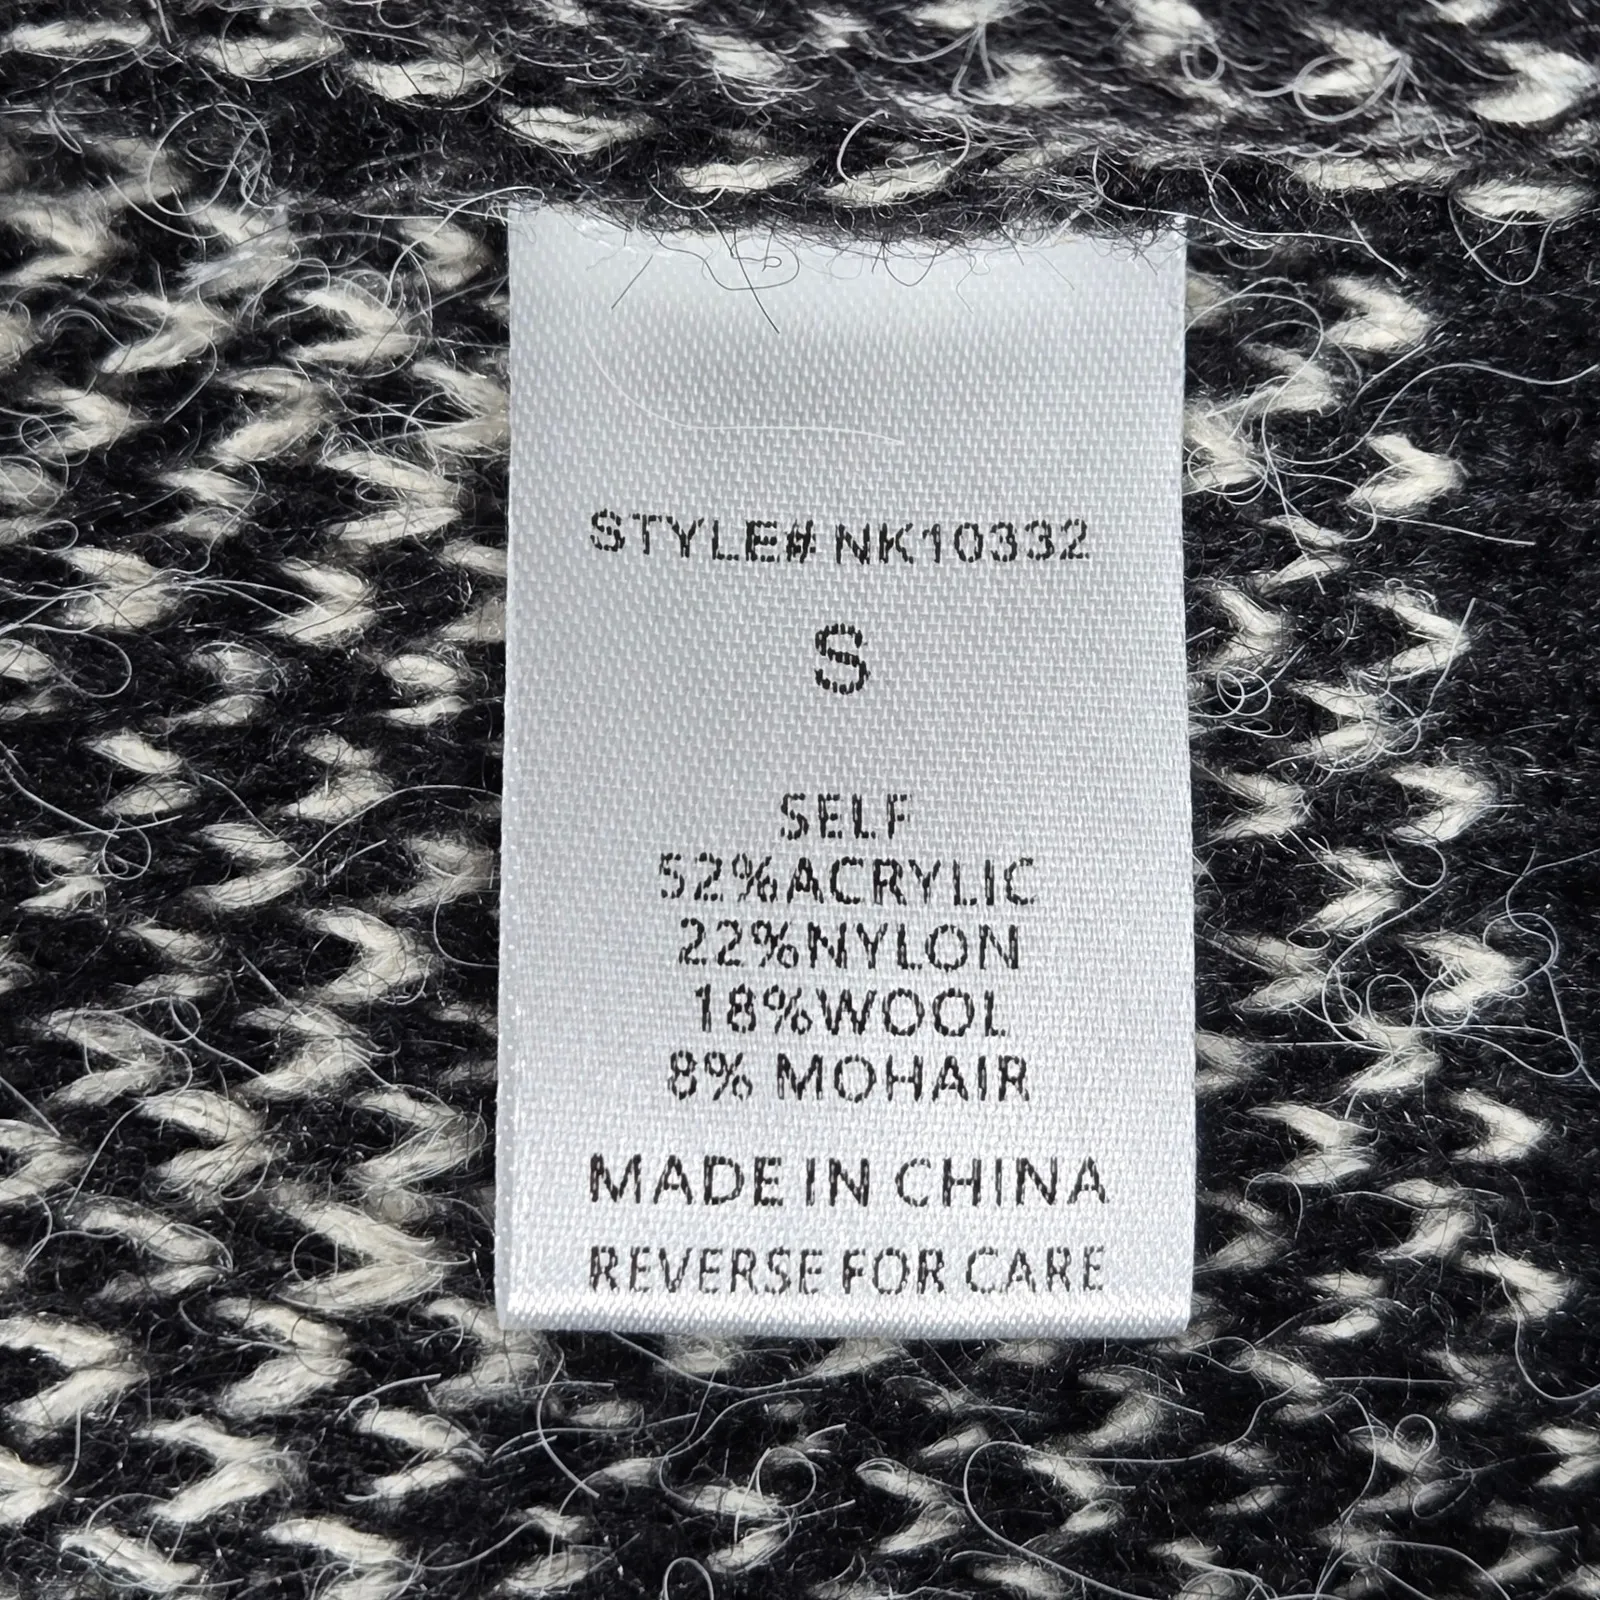 STYLE# NK10332
S
SELF
52%ACRYLIC
22%NYLON
18%WOOL
8% MOHAIR
MADE IN CHINA
REVERSE FOR CARE